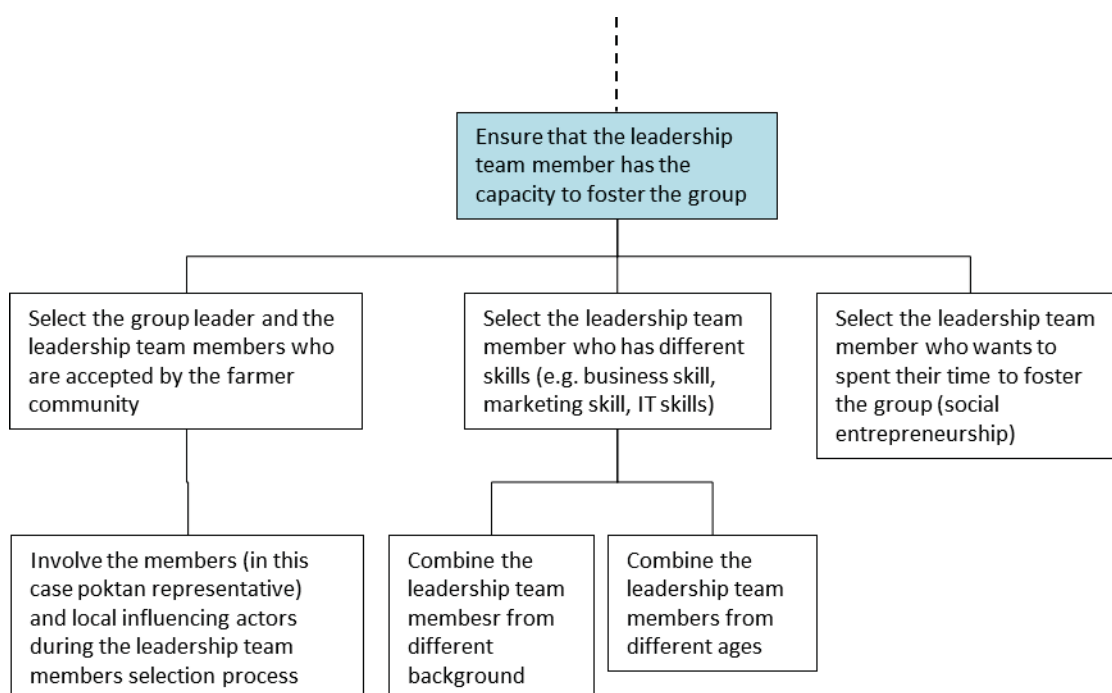 Ensure that the leadership
team member has the
capacity to foster the group
Select the group leader and the
leadership team members who
are accepted by the farmer
community
Select the leadership team
member who has different
skills (e.g. business skill,
marketing skill, IT skills)
Select the leadership team
member who wants to
spent their time to foster
the group (social
entrepreneurship)
Involve the members (in this
case poktan representative)
and local influencing actors
during the leadership team
members selection process
Combine the
leadership team
membesr from
different
background
Combine the
leadership team
members from
different ages